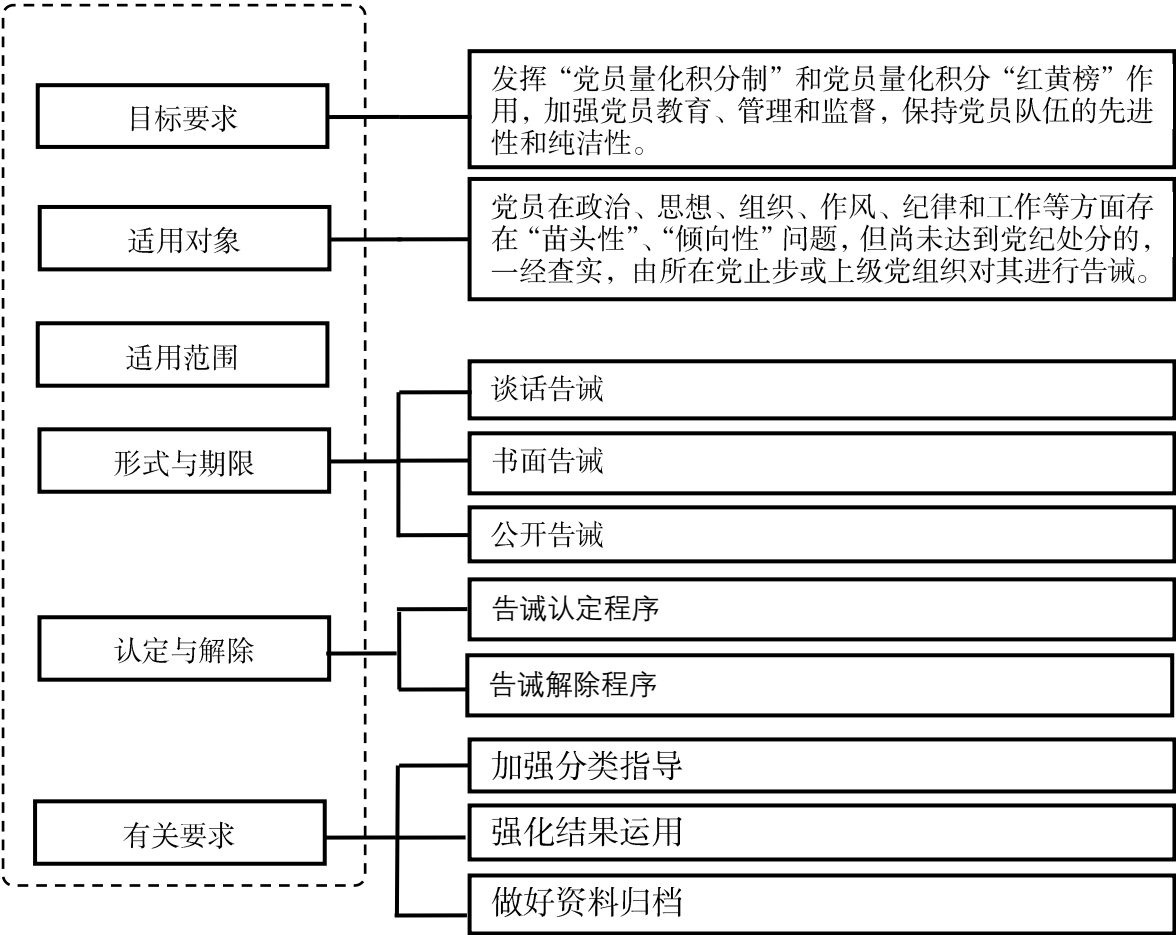 目标要求
发挥“党员量化积分制”和党员量化积分“红黄榜”作
用，加强党员教育、管理和监督，保持党员队伍的先进
性和纯洁性。
适用对象
党员在政治、思想、组织、作风、纪律和工作等方面存
在“苗头性”、“倾向性”问题，但尚未达到党纪处分的，
一经查实，由所在党止步或上级党组织对其进行告诫。
适用范围
形式与期限
谈话告诫
书面告诫
公开告诫
认定与解除
告诫认定程序
告诫解除程序
有关要求
加强分类指导
强化结果运用
做好资料归档